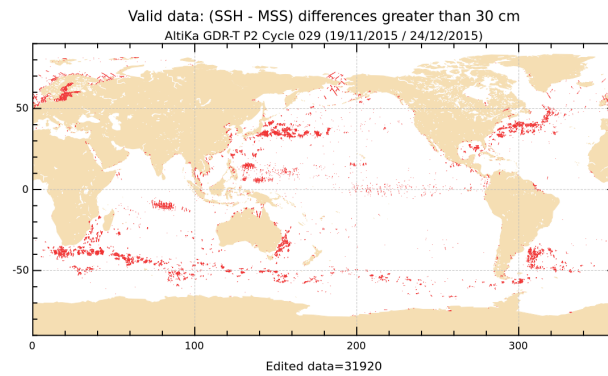 Valid data: (SSH - MSS) differences greater than 30 cm
AltiKa GDR-T P2 Cycle 029 (19/11/2015 / 24/12/2015)
50
0
-50
0 100 200 300
Edited data=31920